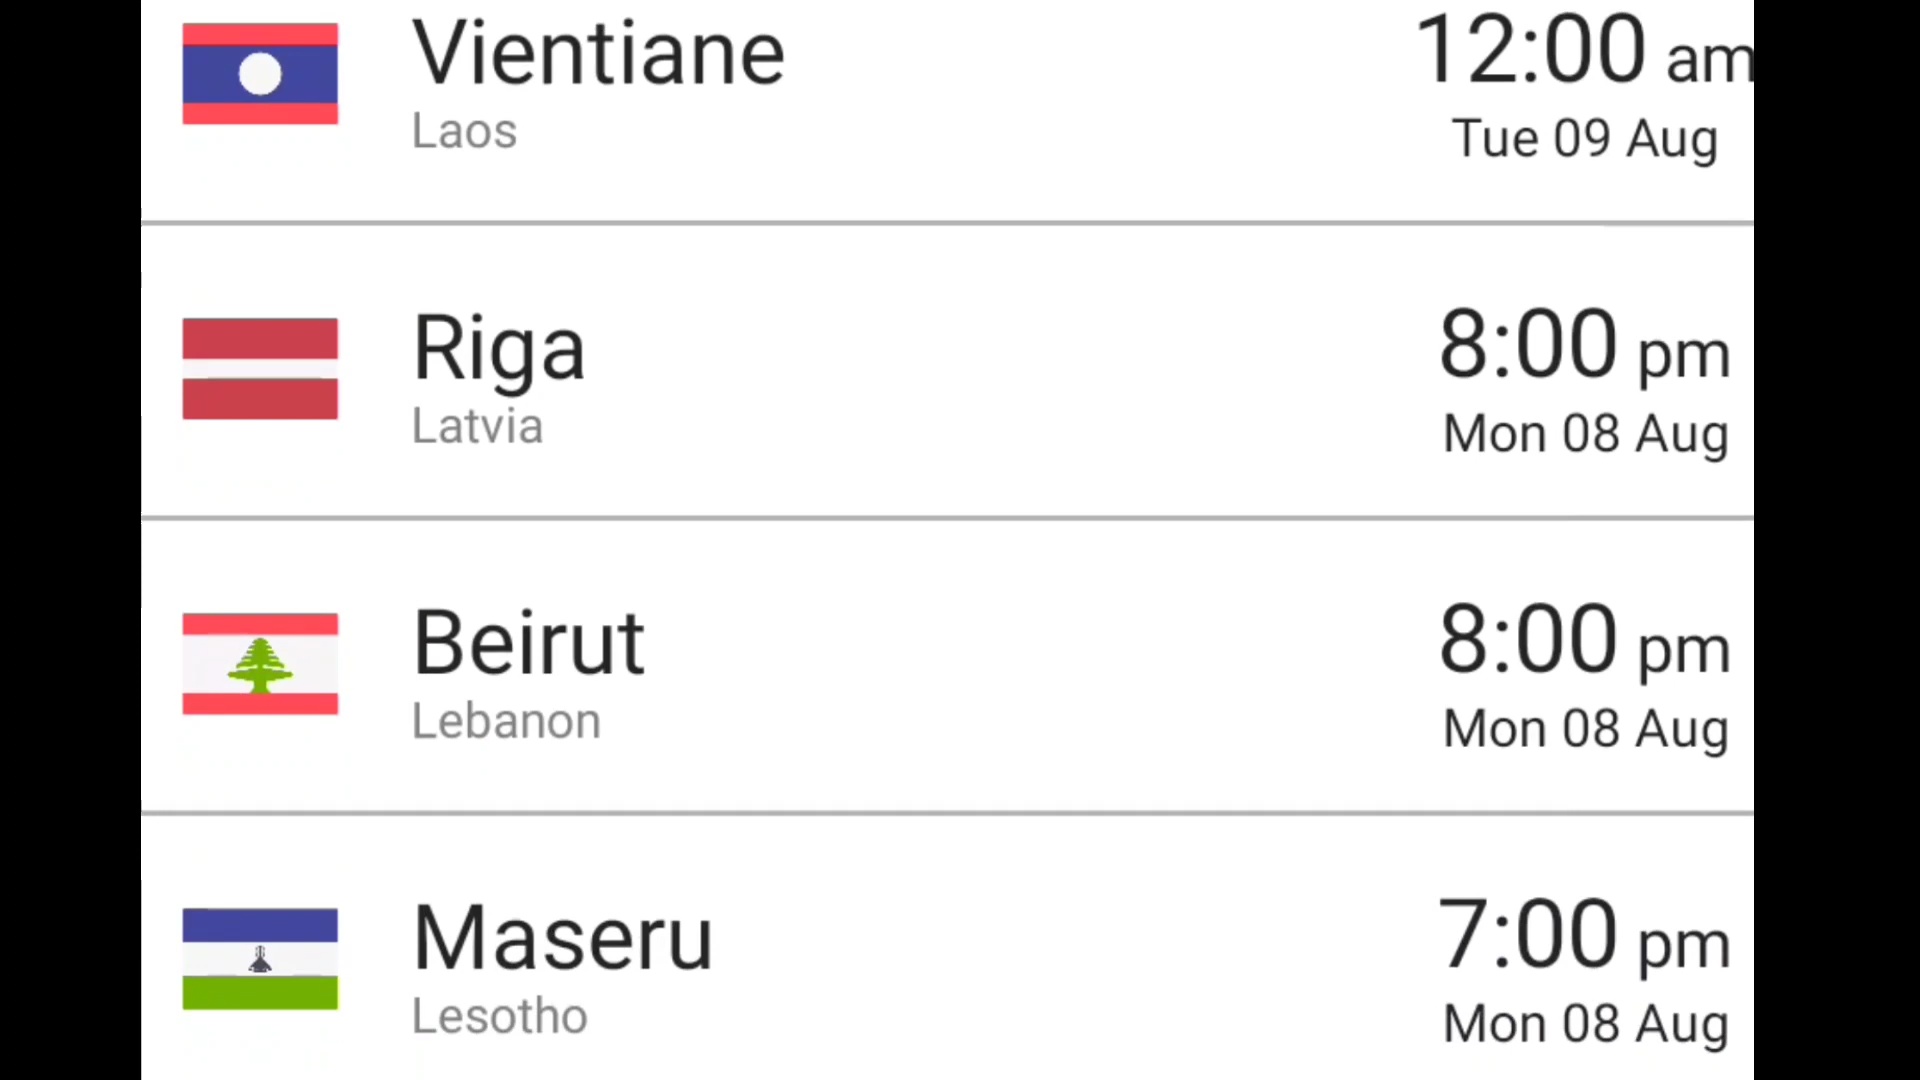 Vientiane 12:00 am
Laos Tue 09 Aug
Riga 8:00 pm
Latvia Mon 08 Aug
Beirut 8:00 pm
Lebanon Mon 08 Aug
Maseru 7:00 pm
Lesotho Mon 08 Aug